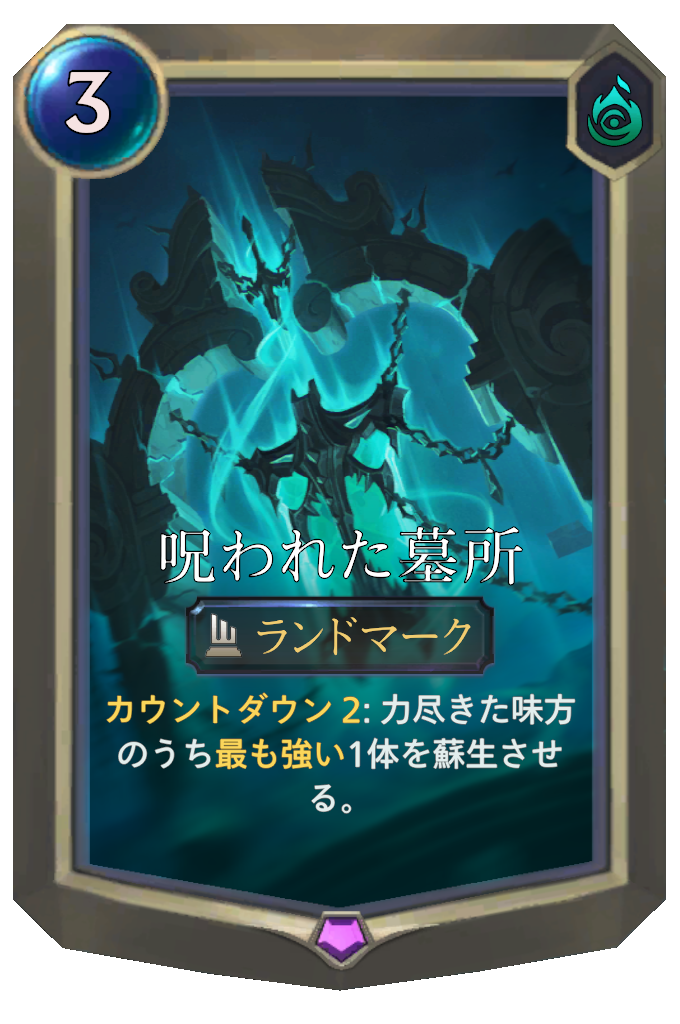 3
呪われた墓所
ランドマーク
カウントダウン 2: 力尽きた味方
のうち最も強い1体を蘇生させ
る。